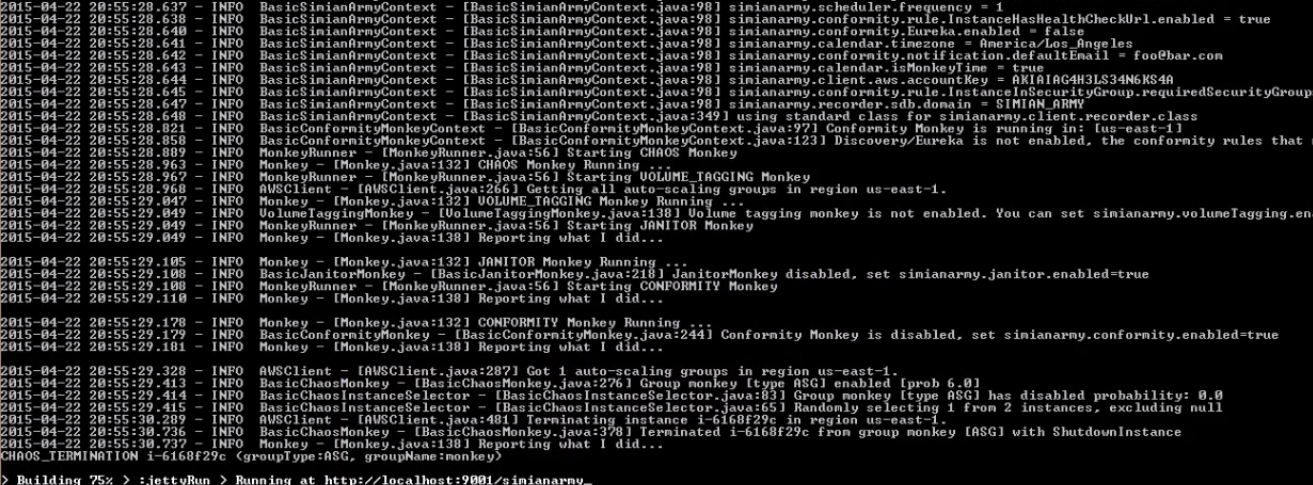 2015-04-22 20:55:28.637 - INFO  BasicSimianArmyContext - [BasicSimianArmyContext.java:98] simianarmy.scheduler.frequency = 1
2015-04-22 20:55:28.638 - INFO  BasicSimianArmyContext - [BasicSimianArmyContext.java:98] simianarmy.conformity.rule.InstanceHasHealthCheckUrl.enabled = true
2015-04-22 20:55:28.640 - INFO  BasicSimianArmyContext - [BasicSimianArmyContext.java:98] simianarmy.conformity.Eureka.enabled = false
2015-04-22 20:55:28.641 - INFO  BasicSimianArmyContext - [BasicSimianArmyContext.java:98] simianarmy.calendar.timezone = America/Los_Angeles
2015-04-22 20:55:28.642 - INFO  BasicSimianArmyContext - [BasicSimianArmyContext.java:98] simianarmy.conformity.notification.defaultEmail = foo@bar.com
2015-04-22 20:55:28.643 - INFO  BasicSimianArmyContext - [BasicSimianArmyContext.java:98] simianarmy.calendar.isMonkeyTime = true
2015-04-22 20:55:28.644 - INFO  BasicSimianArmyContext - [BasicSimianArmyContext.java:98] simianarmy.client.aws.accountKey = AKIAIAG4H3LS34N6KS4A
2015-04-22 20:55:28.645 - INFO  BasicSimianArmyContext - [BasicSimianArmyContext.java:98] simianarmy.conformity.rule.InstanceInSecurityGroup.requiredSecurityGroup
2015-04-22 20:55:28.647 - INFO  BasicSimianArmyContext - [BasicSimianArmyContext.java:98] simianarmy.recorder.sdb.domain = SIMIAN_ARMY
2015-04-22 20:55:28.648 - INFO  BasicSimianArmyContext - [BasicSimianArmyContext.java:349] using standard class for simianarmy.client.recorder.class
2015-04-22 20:55:28.821 - INFO  BasicConformityMonkeyContext - [BasicConformityMonkeyContext.java:97] Conformity Monkey is running in: [us-east-1]
2015-04-22 20:55:28.858 - INFO  BasicConformityMonkeyContext - [BasicConformityMonkeyContext.java:123] Discovery/Eureka is not enabled, the conformity rules that
2015-04-22 20:55:28.889 - INFO  MonkeyRunner - [MonkeyRunner.java:56] Starting CHAOS Monkey
2015-04-22 20:55:28.963 - INFO  Monkey - [Monkey.java:132] CHAOS Monkey Running ...
2015-04-22 20:55:28.967 - INFO  MonkeyRunner - [MonkeyRunner.java:56] Starting VOLUME_TAGGING Monkey
2015-04-22 20:55:28.968 - INFO  AWSClient - [AWSClient.java:266] Getting all auto-scaling groups in region us-east-1.
2015-04-22 20:55:29.047 - INFO  Monkey - [Monkey.java:132] VOLUME_TAGGING Monkey Running ...
2015-04-22 20:55:29.049 - INFO  VolumeTaggingMonkey - [VolumeTaggingMonkey.java:138] Volume tagging monkey is not enabled. You can set simianarmy.volumeTagging.en
2015-04-22 20:55:29.049 - INFO  MonkeyRunner - [MonkeyRunner.java:56] Starting JANITOR Monkey
2015-04-22 20:55:29.049 - INFO  Monkey - [Monkey.java:138] Reporting what I did...
2015-04-22 20:55:29.105 - INFO  Monkey - [Monkey.java:132] JANITOR Monkey Running ...
2015-04-22 20:55:29.108 - INFO  BasicJanitorMonkey - [BasicJanitorMonkey.java:218] JanitorMonkey disabled, set simianarmy.janitor.enabled=true
2015-04-22 20:55:29.108 - INFO  MonkeyRunner - [MonkeyRunner.java:56] Starting CONFORMITY Monkey
2015-04-22 20:55:29.110 - INFO  Monkey - [Monkey.java:138] Reporting what I did...
2015-04-22 20:55:29.178 - INFO  Monkey - [Monkey.java:132] CONFORMITY Monkey Running ...
2015-04-22 20:55:29.179 - INFO  BasicConformityMonkey - [BasicConformityMonkey.java:244] Conformity Monkey is disabled, set simianarmy.conformity.enabled=true
2015-04-22 20:55:29.181 - INFO  Monkey - [Monkey.java:138] Reporting what I did...
2015-04-22 20:55:29.328 - INFO  AWSClient - [AWSClient.java:287] Got 1 auto-scaling groups in region us-east-1.
2015-04-22 20:55:29.413 - INFO  BasicChaosMonkey - [BasicChaosMonkey.java:276] Group monkey [type ASG] enabled [prob 6.0]
2015-04-22 20:55:29.414 - INFO  BasicChaosInstanceSelector - [BasicChaosInstanceSelector.java:83] Group monkey [type ASG] has disabled probability: 0.0
2015-04-22 20:55:29.415 - INFO  BasicChaosInstanceSelector - [BasicChaosInstanceSelector.java:65] Randomly selecting 1 from 2 instances, excluding null
2015-04-22 20:55:30.289 - INFO  AWSClient - [AWSClient.java:481] Terminating instance i-6168f29c in region us-east-1.
2015-04-22 20:55:30.736 - INFO  BasicChaosMonkey - [BasicChaosMonkey.java:378] Terminated i-6168f29c from group monkey [ASG] with ShutdownInstance
2015-04-22 20:55:30.737 - INFO  Monkey - [Monkey.java:138] Reporting what I did...
CHAOS_TERMINATION i-6168f29c (groupType:ASG, groupName:monkey)
> Building 75% > :jettyRun > Running at http://localhost:9001/simianarmy_